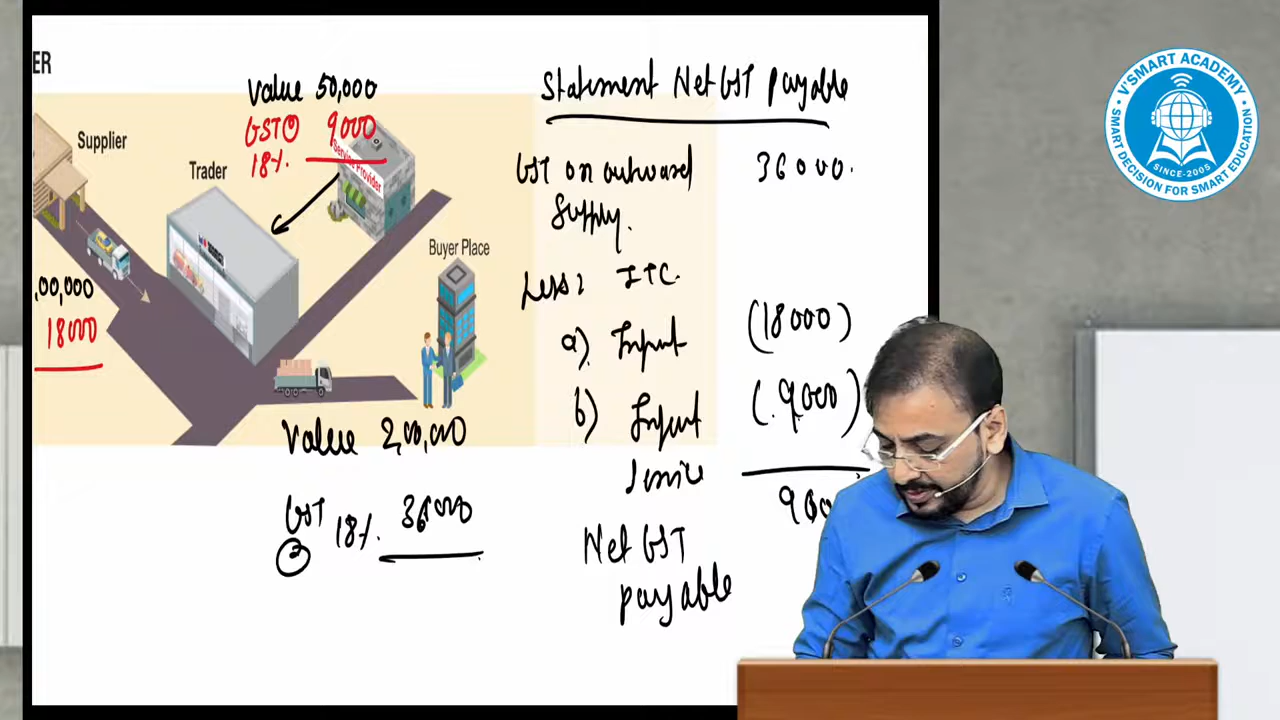 ER
Value 50,000
GST 9000
18%.
Service Provider
Supplier
Trader
Buyer Place
,00,000
18000
Value 2,00,000
GST 18%. 36000
Statement Net GST payable
GST on outward 36000.
Supply.
Less: ITC.
a) Input (18000)
b) Input (9000)
Service
900
Net GST
payable
V'SMART ACADEMY
SMART DECISION FOR SMART EDUCATION
SINCE-2005